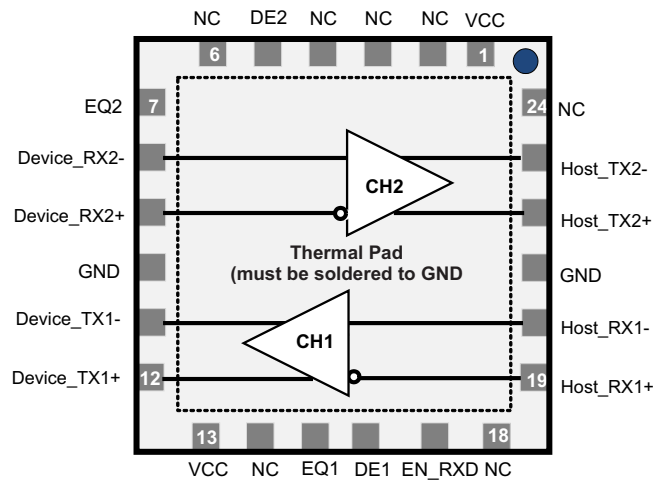 NC DE2 NC NC NC VCC
6 1
EQ2 7 24 NC
Device_RX2- Host_TX2-
CH2
Device_RX2+ Host_TX2+
Thermal Pad
(must be soldered to GND
GND GND
Device_TX1- Host_RX1-
CH1
Device_TX1+ 12 19 Host_RX1+
13 18
VCC NC EQ1 DE1 EN_RXD NC